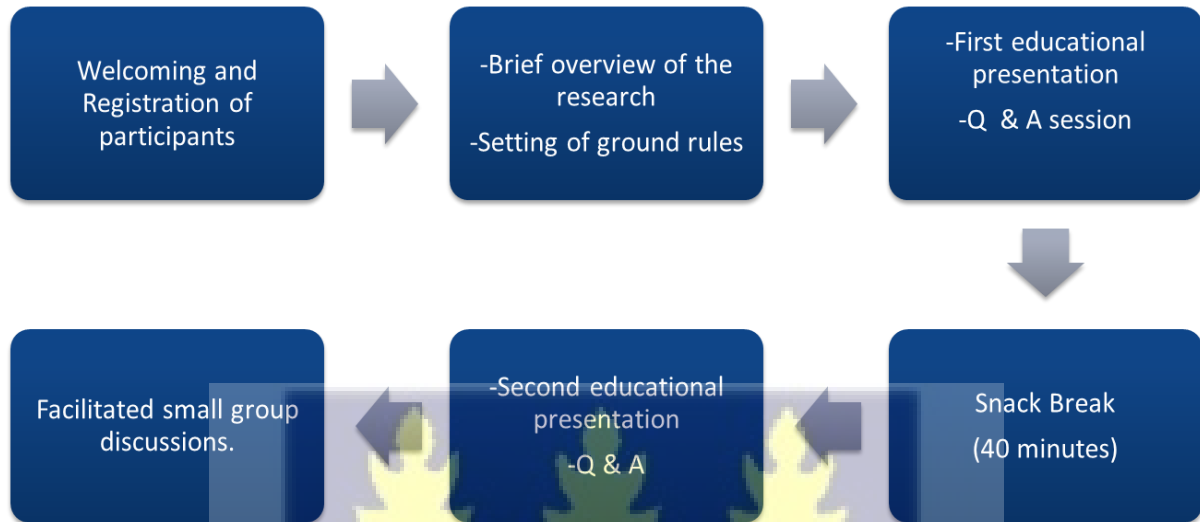 Welcoming and
Registration of
participants
-Brief overview of the
research
-Setting of ground rules
-First educational
presentation
-Q & A session
Snack Break
(40 minutes)
-Second educational
presentation
-Q & A
Facilitated small group
discussions.